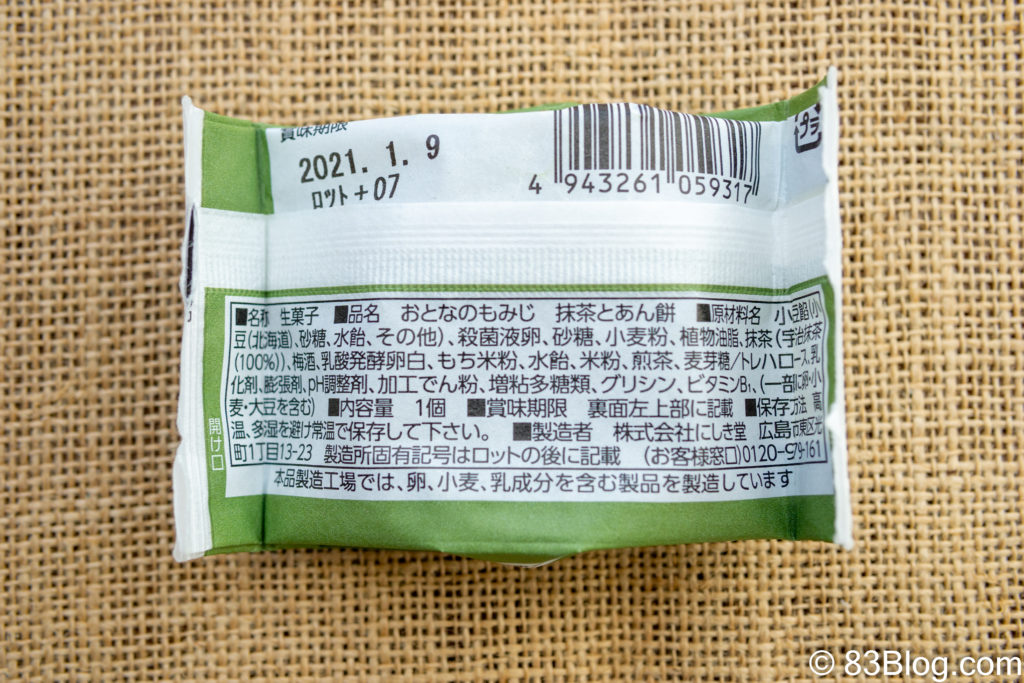 賞味期限
2021. 1. 9
ロット+07
4 943261 059317
プラ
■名称 生菓子 ■品名 おとなのもみじ 抹茶とあん餅 ■原材料名 小豆餡(小
豆(北海道)、砂糖、水飴、その他)、殺菌液卵、砂糖、小麦粉、植物油脂、抹茶(宇治抹茶
(100%))、梅酒、乳酸発酵卵白、もち米粉、水飴、米粉、煎茶、麦芽糖/トレハロース、乳
化剤、膨張剤、pH調整剤、加工でん粉、増粘多糖類、グリシン、ビタミンB₁、(一部に卵・小
麦・大豆を含む) ■内容量 1個 ■賞味期限 裏面左上部に記載 ■保存方法 高
温、多湿を避け常温で保存して下さい。 ■製造者 株式会社にしき堂 広島市東区光
町1丁目13-23 製造所固有記号はロットの後に記載 (お客様窓口)0120-979-161
本品製造工場では、卵、小麦、乳成分を含む製品を製造しています
開け口
© 83Blog.com